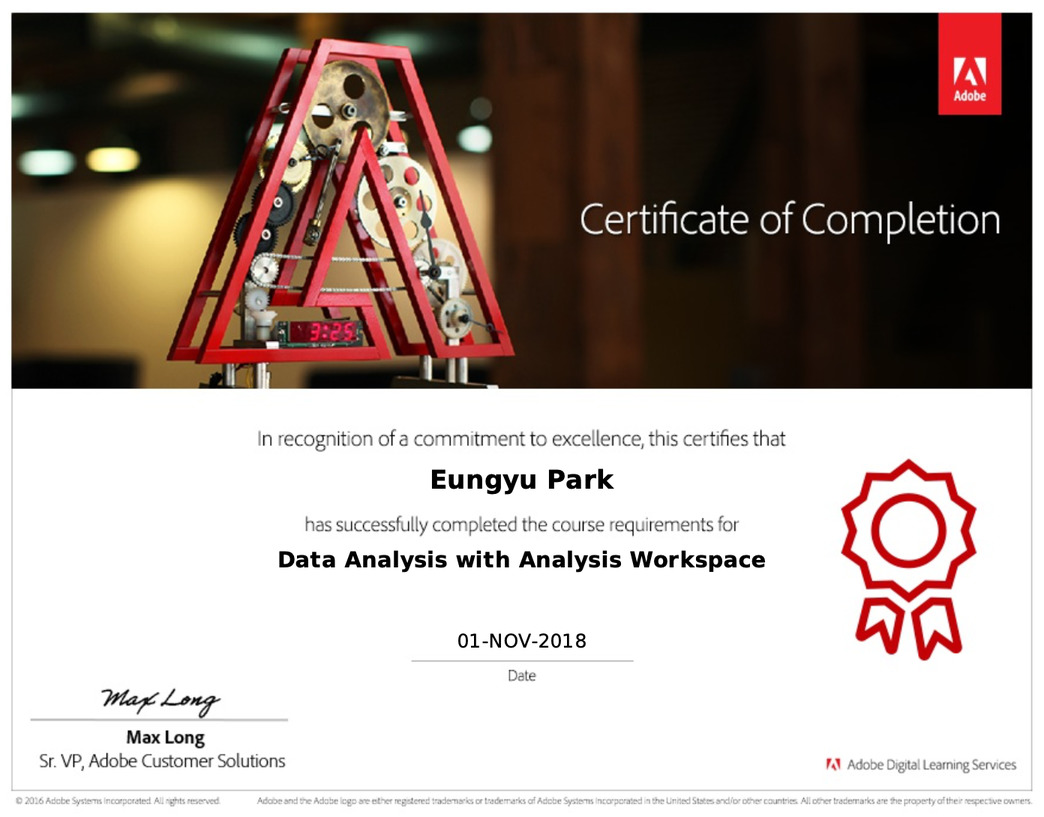 Adobe
Certificate of Completion
3:25
In recognition of a commitment to excellence, this certifies that
Eungyu Park
has successfully completed the course requirements for
Data Analysis with Analysis Workspace
01-NOV-2018
Date
Max Long
Max Long
Sr. VP, Adobe Customer Solutions
Adobe Digital Learning Services
© 2016 Adobe Systems Incorporated. All rights reserved. Adobe and the Adobe logo are either registered trademarks or trademarks of Adobe Systems Incorporated in the United States and/or other countries. All other trademarks are the property of their respective owners.